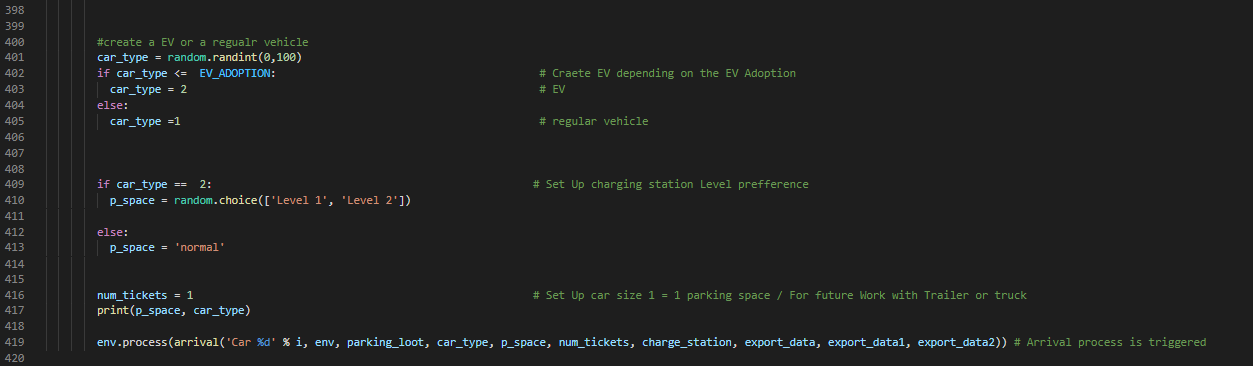 398
399
400 #create a EV or a regualr vehicle
401 car_type = random.randint(0,100)
402 if car_type <=  EV_ADOPTION: # Craete EV depending on the EV Adoption
403 car_type = 2 # EV
404 else:
405 car_type =1 # regular vehicle
406
407
408
409 if car_type ==  2: # Set Up charging station Level prefference
410 p_space = random.choice(['Level 1', 'Level 2'])
411
412 else:
413 p_space = 'normal'
414
415
416 num_tickets = 1 # Set Up car size 1 = 1 parking space / For future Work with Trailer or truck
417 print(p_space, car_type)
418
419 env.process(arrival('Car %d' % i, env, parking_loot, car_type, p_space, num_tickets, charge_station, export_data, export_data1, export_data2)) # Arrival process is triggered
420